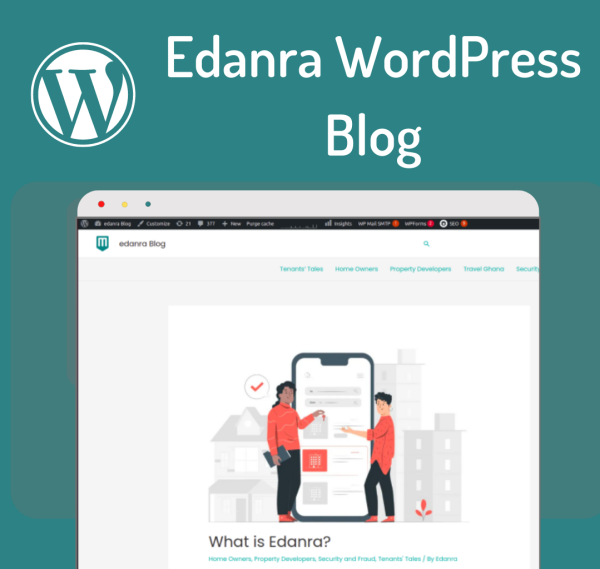 Edanra WordPress
Blog
edanra Blog Customize 21 377 + New Purge cache Insights WP Mail SMTP WPForms 2 SEO
edanra Blog
Tenants' Tales Home Owners Property Developers Travel Ghana Security
What is Edanra?
Home Owners, Property Developers, Security and Fraud, Tenants' Tales / By Edanra